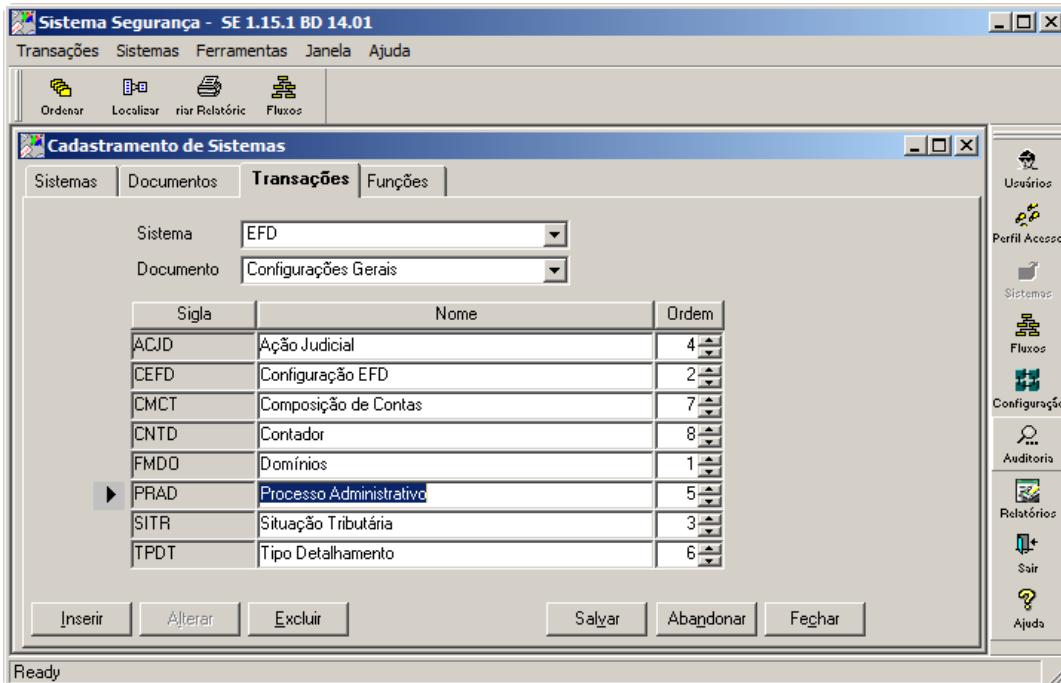 Sistema Segurança - SE 1.15.1 BD 14.01
Transações Sistemas Ferramentas Janela Ajuda
Ordenar Localizar riar Relatóric Fluxos
Cadastramento de Sistemas
Sistemas Documentos Transações Funções
Sistema EFD
Documento Configurações Gerais
Sigla Nome Ordem
ACJD Ação Judicial 4
CEFD Configuração EFD 2
CMCT Composição de Contas 7
CNTD Contador 8
FMDO Domínios 1
PRAD Processo Administrativo 5
SITR Situação Tributária 3
TPDT Tipo Detalhamento 6
Inserir Alterar Excluir Salvar Abandonar Fechar
Usuários
Perfil Acesso
Sistemas
Fluxos
Configuração
Auditoria
Relatórios
Sair
Ajuda
Ready